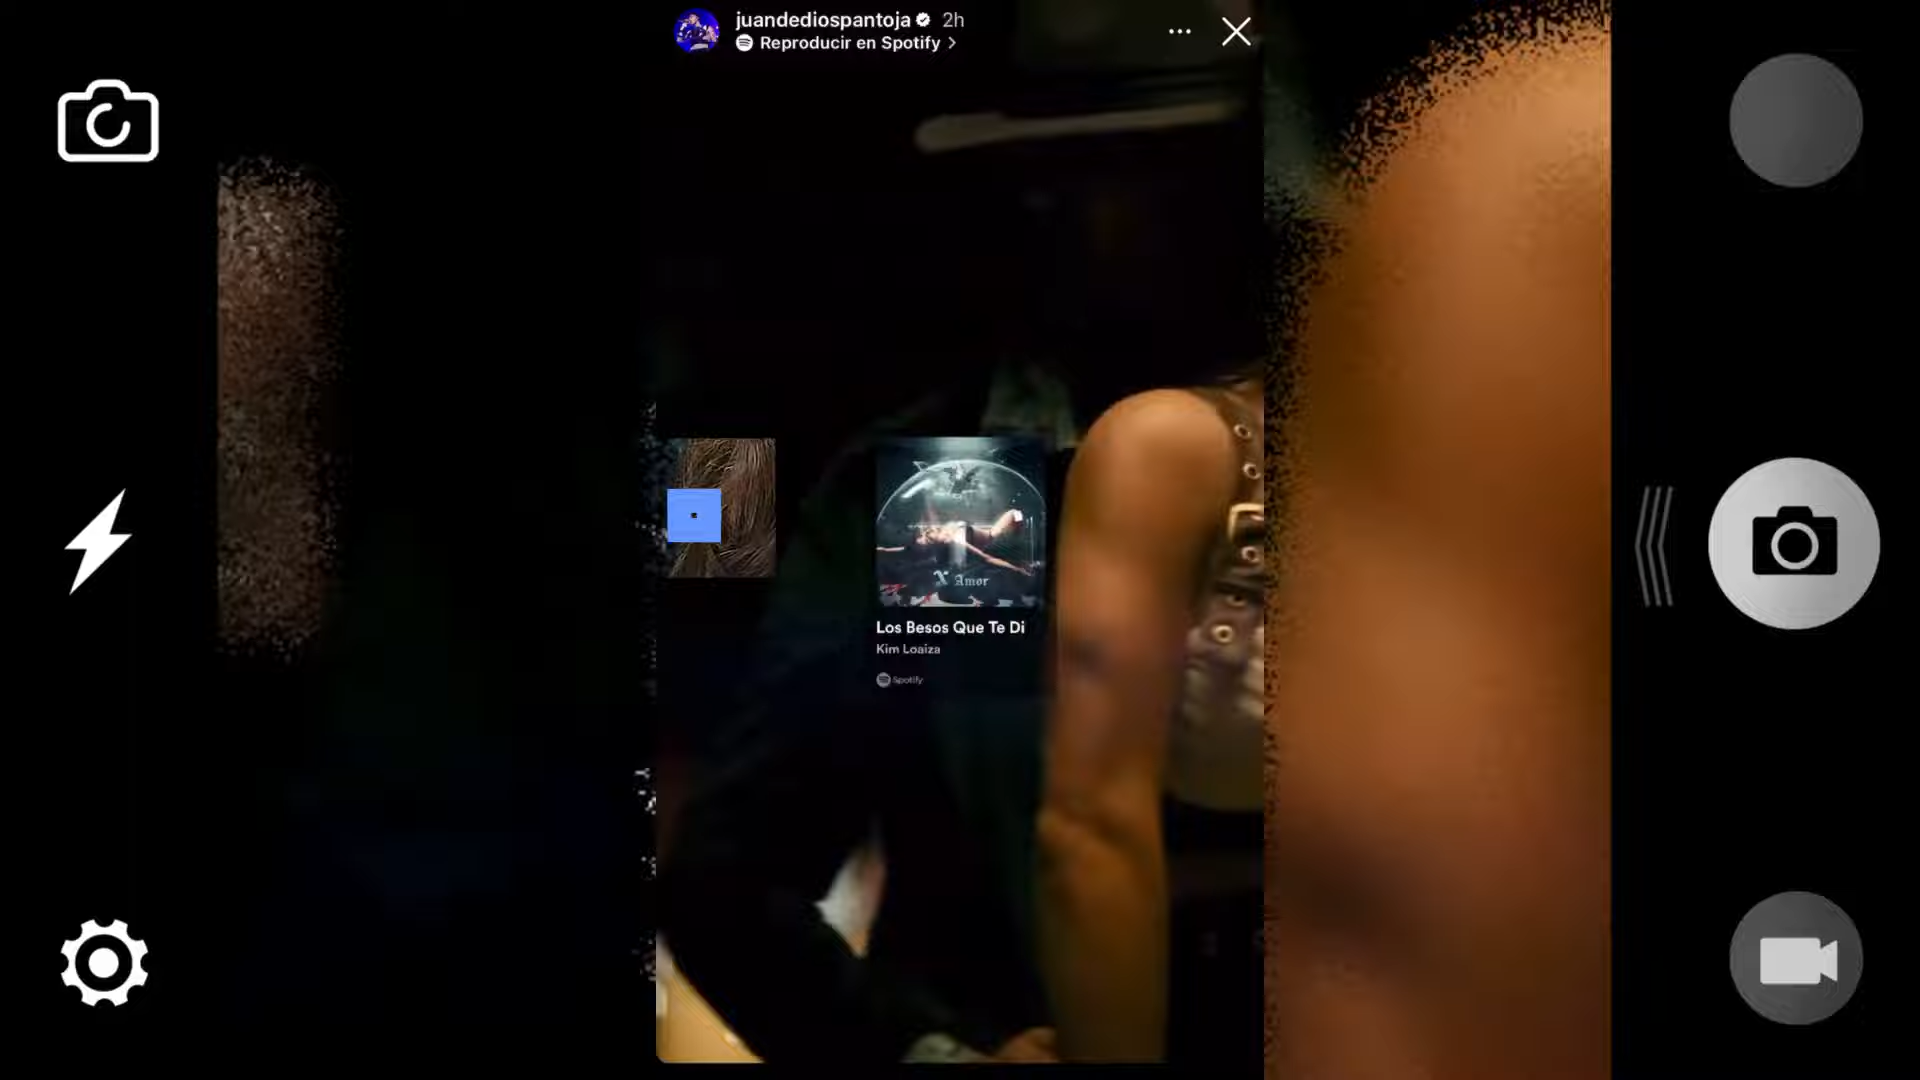 juandediospantoja 2h
Reproducir en Spotify
X Amor
Los Besos Que Te Di
Kim Loaiza
Spotify